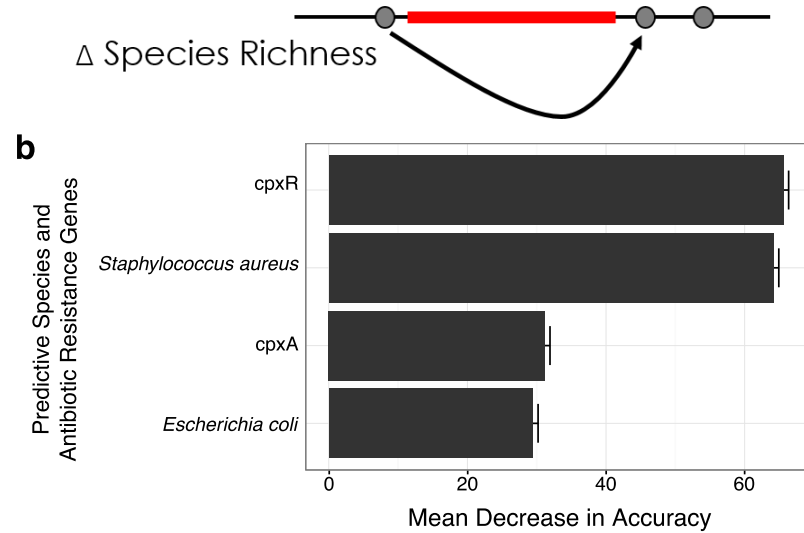 Δ Species Richness
b
Predictive Species and
Antibiotic Resistance Genes
cpxR
Staphylococcus aureus
cpxA
Escherichia coli
0 20 40 60
Mean Decrease in Accuracy